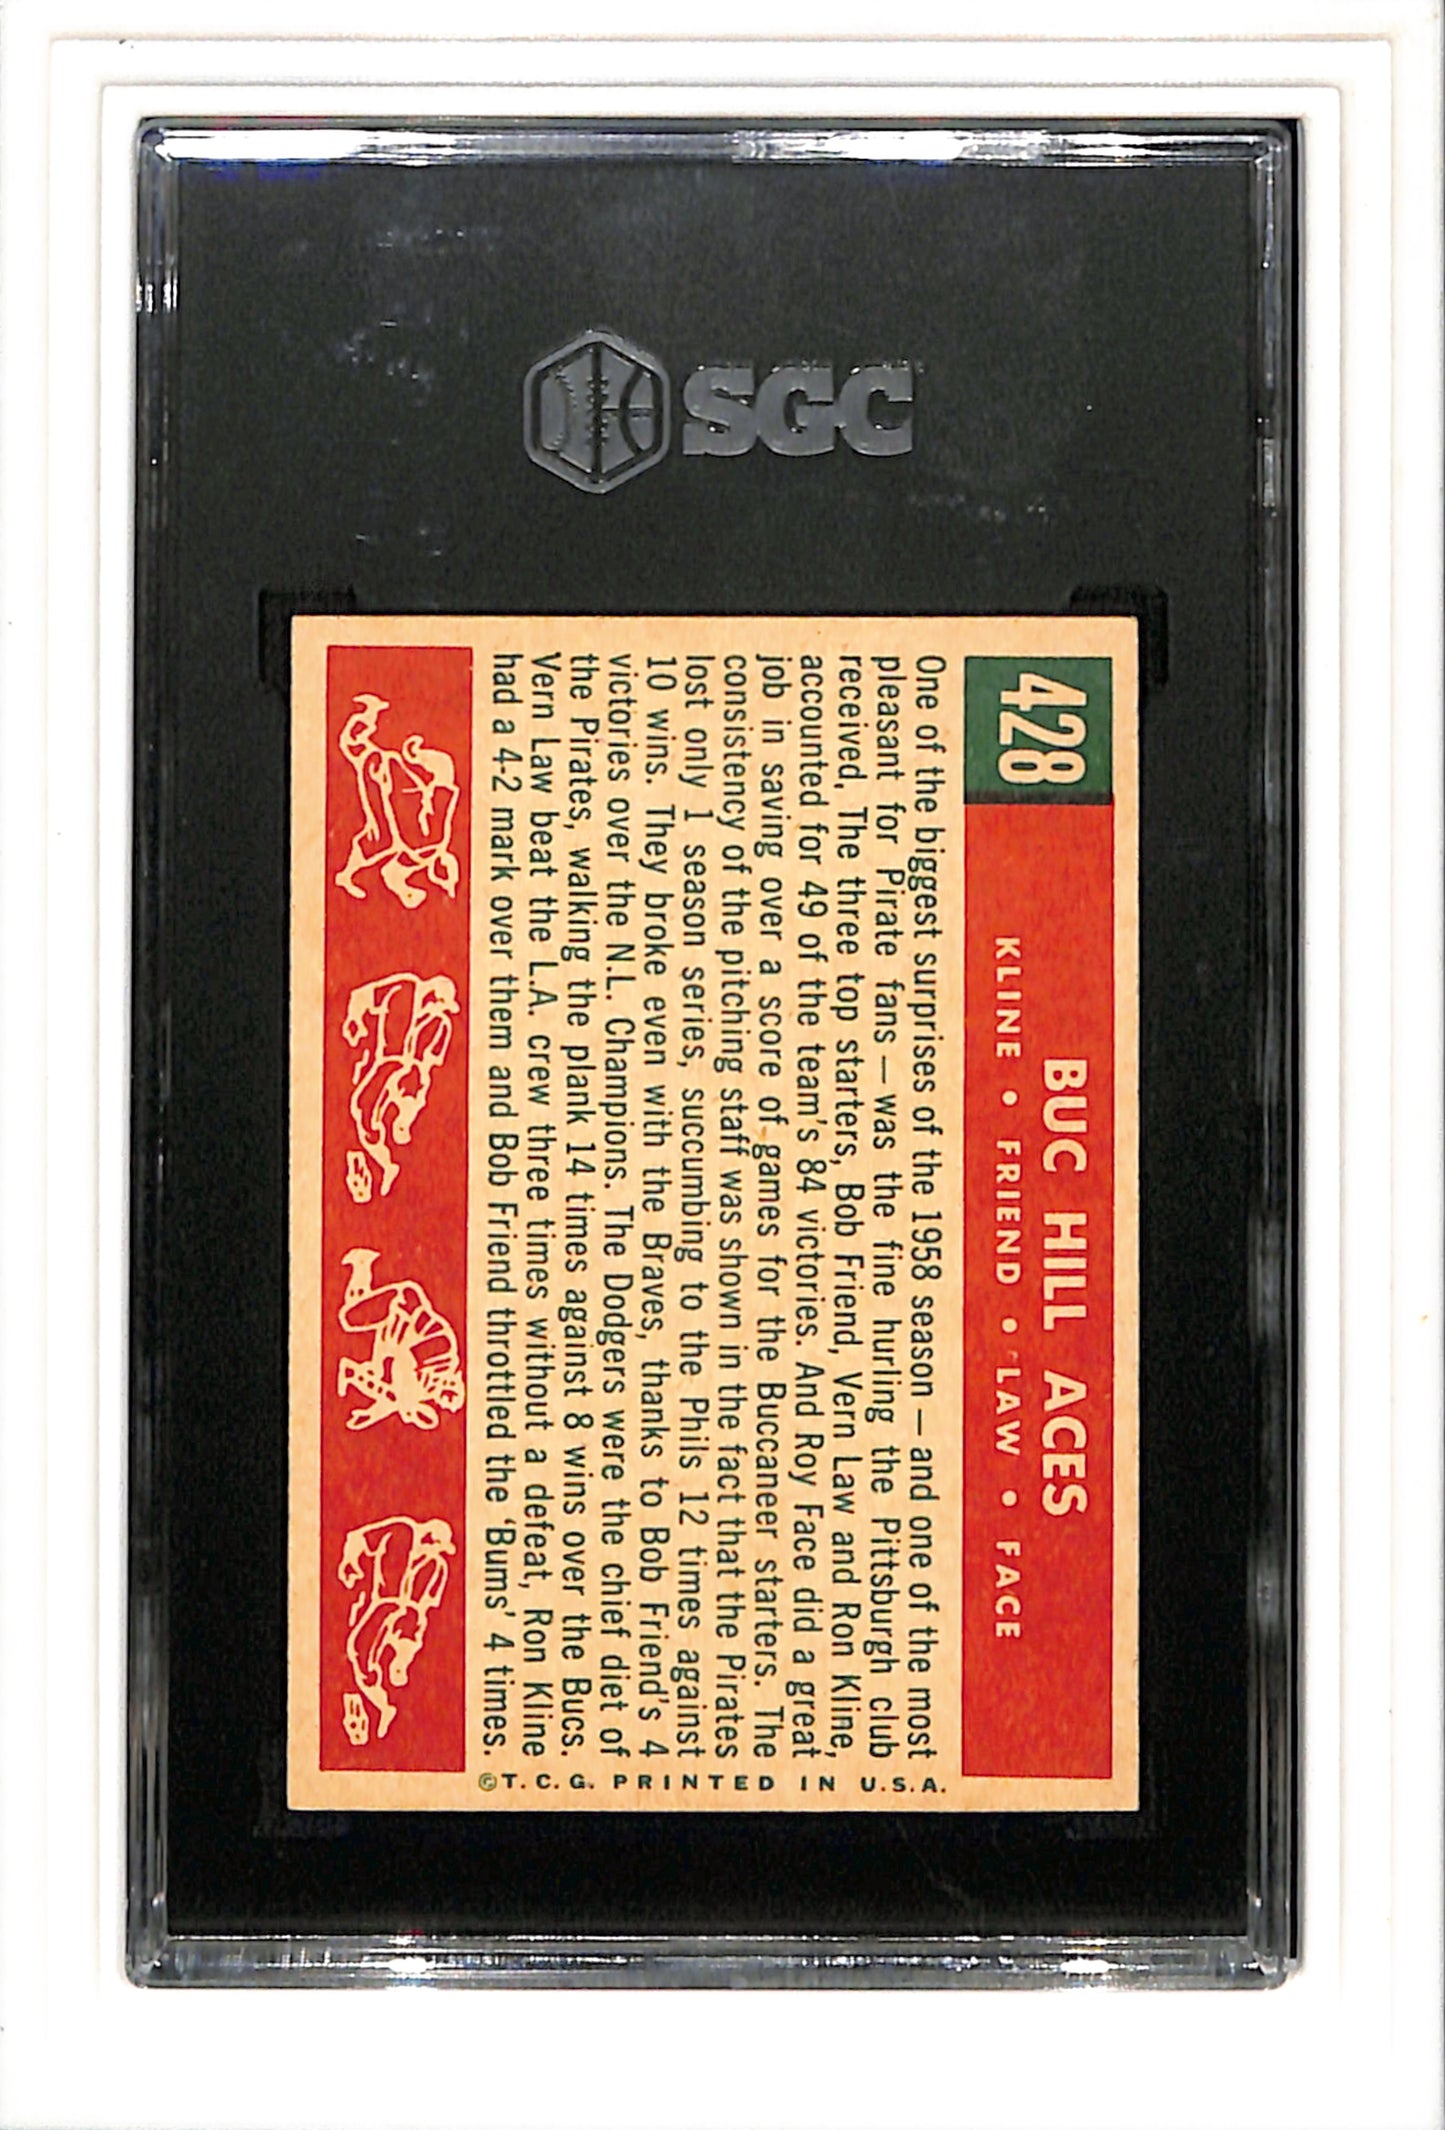 SGC
428
BUC HILL ACES
KLINE • FRIEND • LAW • FACE
One of the biggest surprises of the 1958 season — and one of the most
pleasant for Pirate fans — was the fine hurling the Pittsburgh club
received. The three top starters, Bob Friend, Vern Law and Ron Kline,
accounted for 49 of the team's 84 victories. And Roy Face did a great
job in saving over a score of games for the Buccaneer starters. The
consistency of the pitching staff was shown in the fact that the Pirates
lost only 1 season series, succumbing to the Phils 12 times against
10 wins. They broke even with the Braves, thanks to Bob Friend's 4
victories over the N.L. Champions. The Dodgers were the chief diet of
the Pirates, walking the plank 14 times against 8 wins over the Bucs.
Vern Law beat the L.A. crew three times without a defeat, Ron Kline
had a 4-2 mark over them and Bob Friend throttled the 'Bums' 4 times.
© T. C. G. PRINTED IN U.S.A.